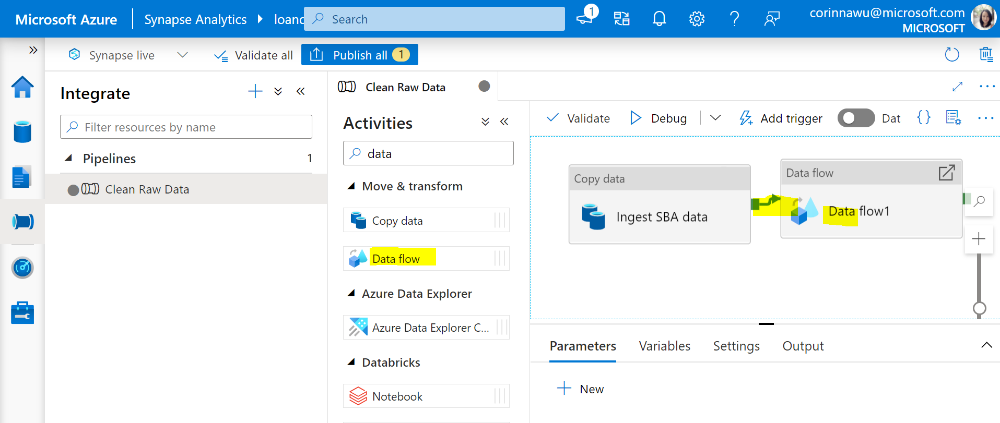 Microsoft Azure
Synapse Analytics
loand
Search
1
corinnawu@microsoft.com
MICROSOFT
Synapse live
Validate all
Publish all 1
Integrate
Filter resources by name
Pipelines 1
Clean Raw Data
Clean Raw Data
Activities
data
Move & transform
Copy data
Data flow
Azure Data Explorer
Azure Data Explorer C...
Databricks
Notebook
Validate
Debug
Add trigger
Dat
{}
Copy data
Ingest SBA data
Data flow
Data flow1
Parameters
Variables
Settings
Output
New